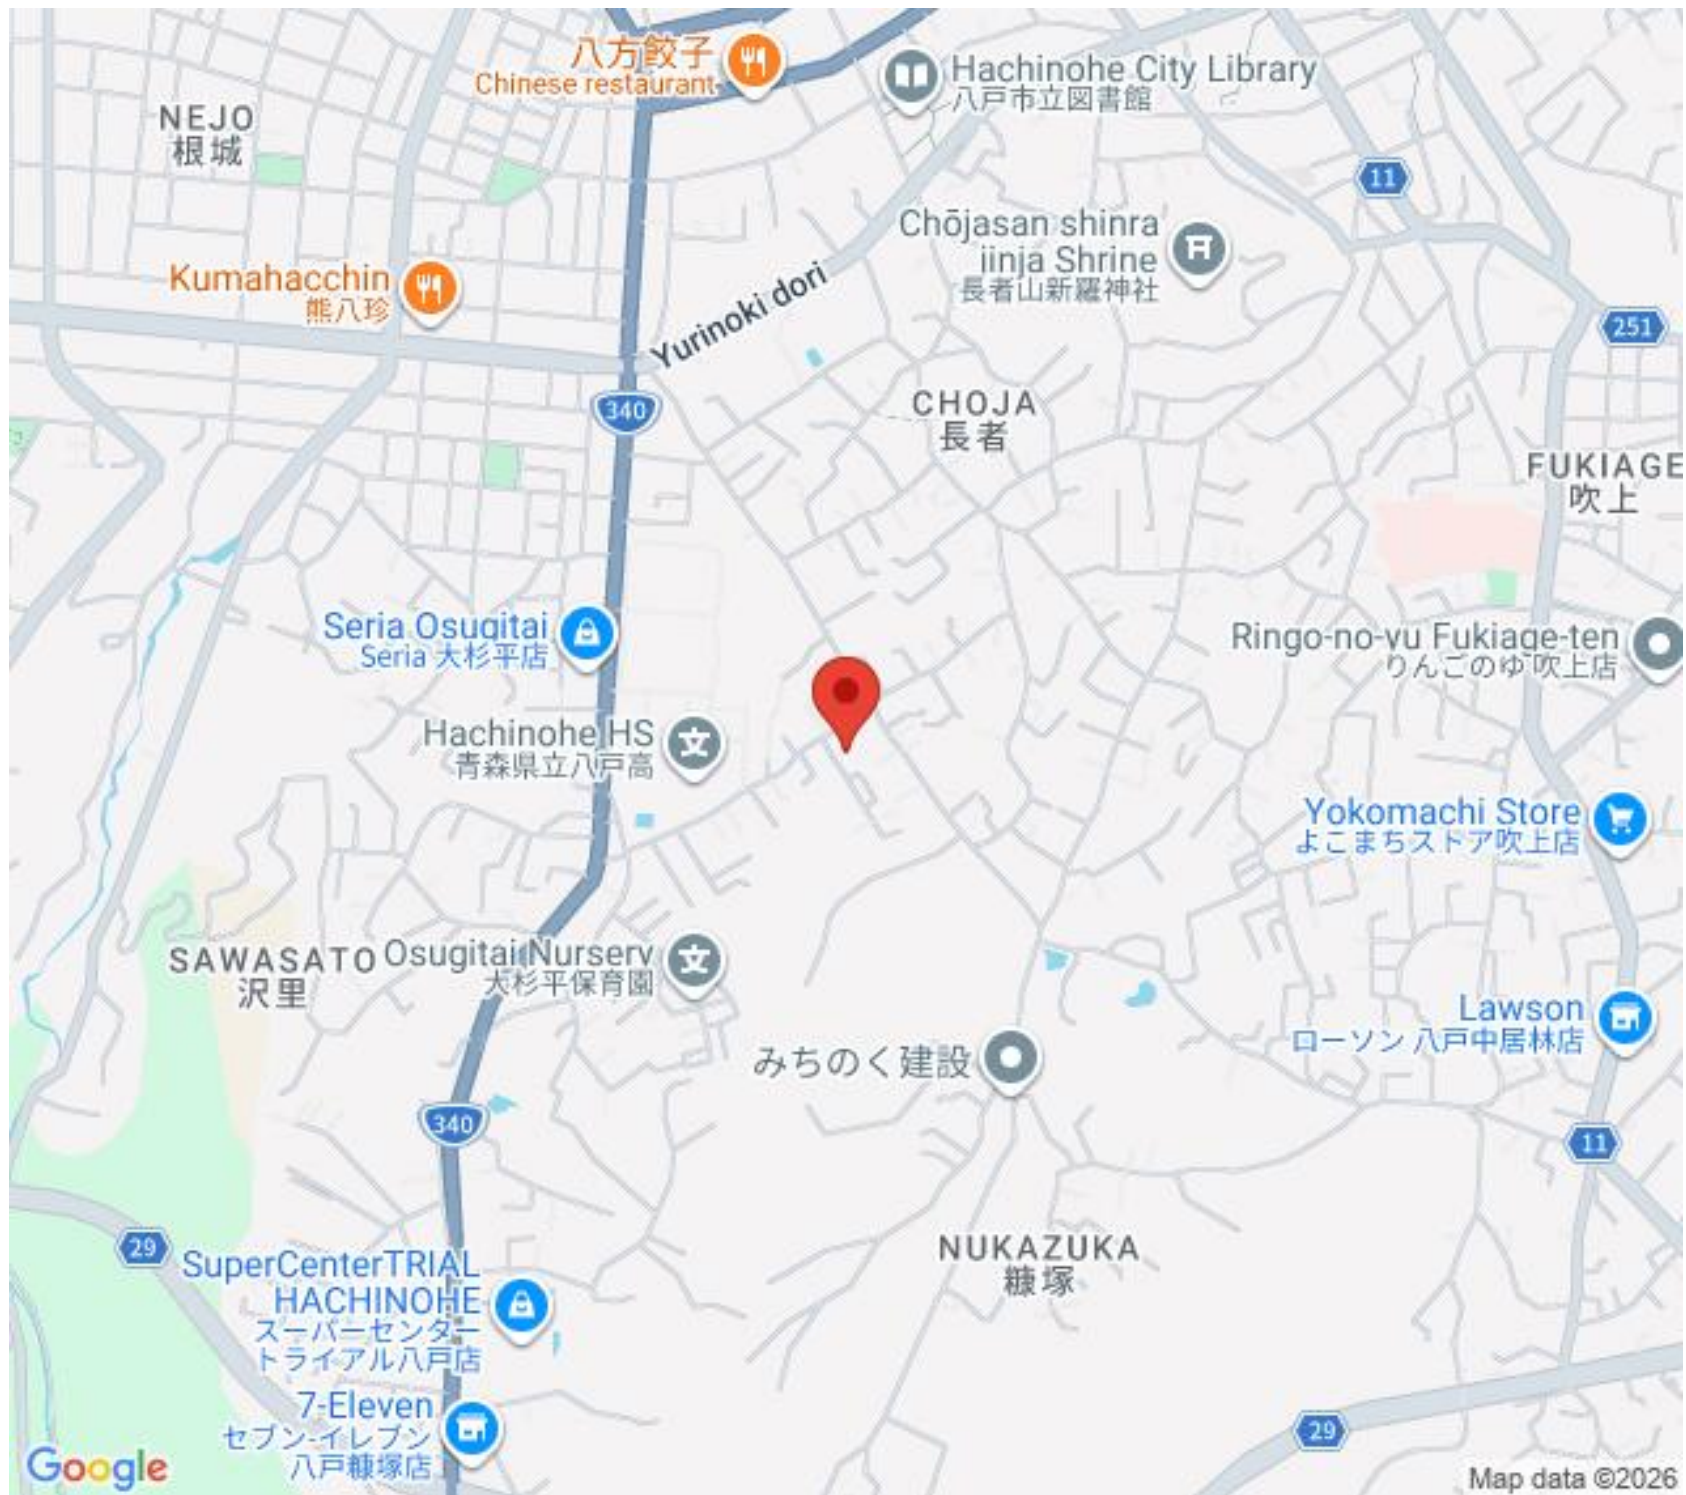 八方餃子
Chinese restaurant
Hachinohe City Library
八戸市立図書館
NEJO
根城
11
Chōjasan shinra
jinja Shrine
長者山新羅神社
Kumahacchin
熊八珍
Yurinoki dori
251
340
CHOJA
長者
FUKIAGE
吹上
Seria Osugitai
Seria 大杉平店
Ringo-no-yu Fukiage-ten
りんごのゆ 吹上店
Hachinohe HS
青森県立八戸高
Yokomachi Store
よこまちストア吹上店
SAWASATO
沢里
Osugitai Nursery
大杉平保育園
Lawson
ローソン 八戸中居林店
みちのく建設
340
11
29
SuperCenterTRIAL
HACHINOHE
スーパーセンター
トライアル八戸店
NUKAZUKA
糠塚
7-Eleven
セブン-イレブン
八戸糠塚店
29
Google
Map data ©2026